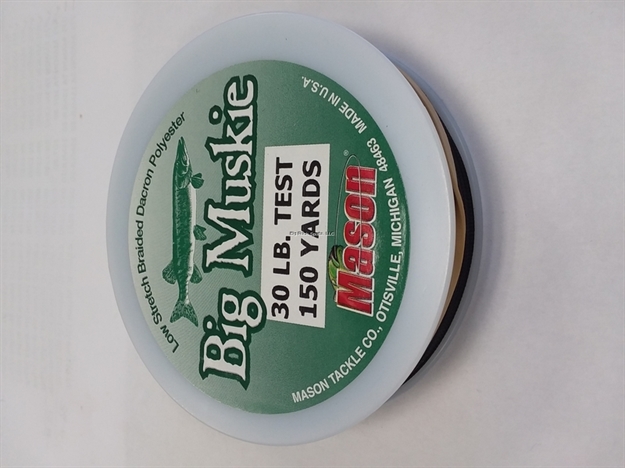 Low Stretch Braided Dacron Polyester
Big Muskie
30 LB. TEST
150 YARDS
Mason®
MASON TACKLE CO., OTISVILLE, MICHIGAN 48463 MADE IN U.S.A.